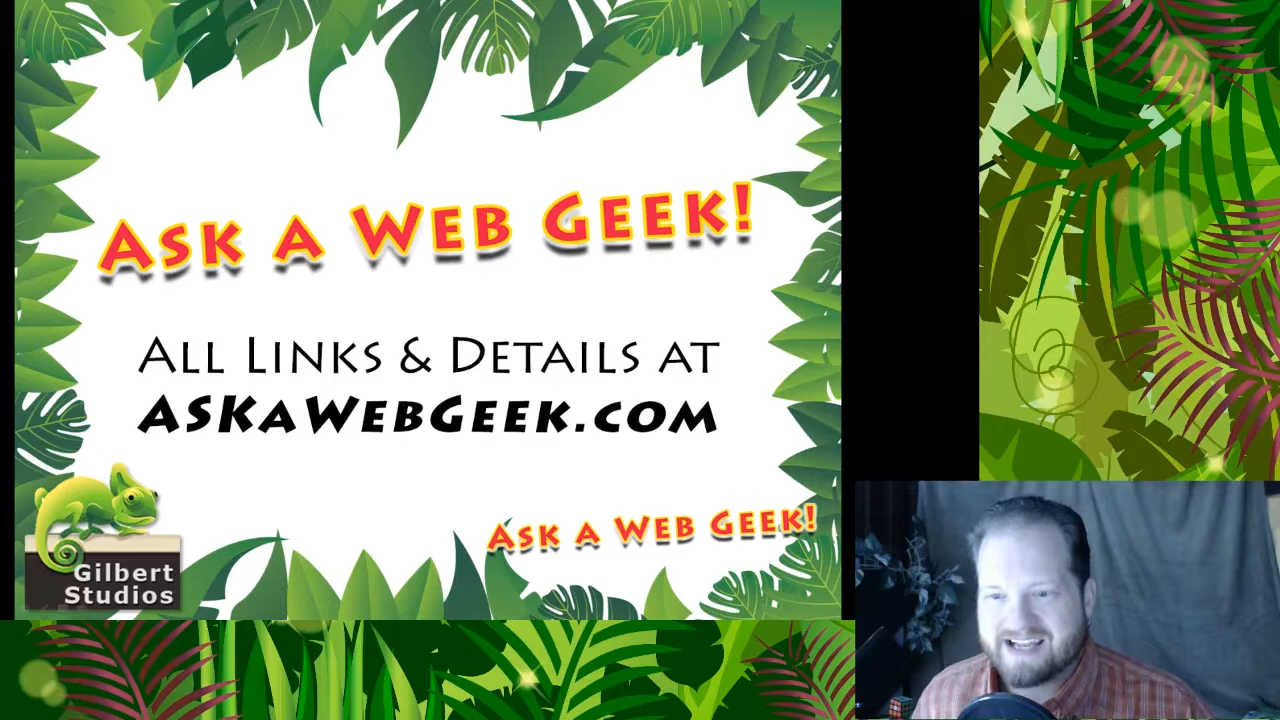 ASK A WEB GEEK!
ALL LINKS & DETAILS AT
ASKAWEBGEEK.COM
ASK A WEB GEEK!
Gilbert
Studios